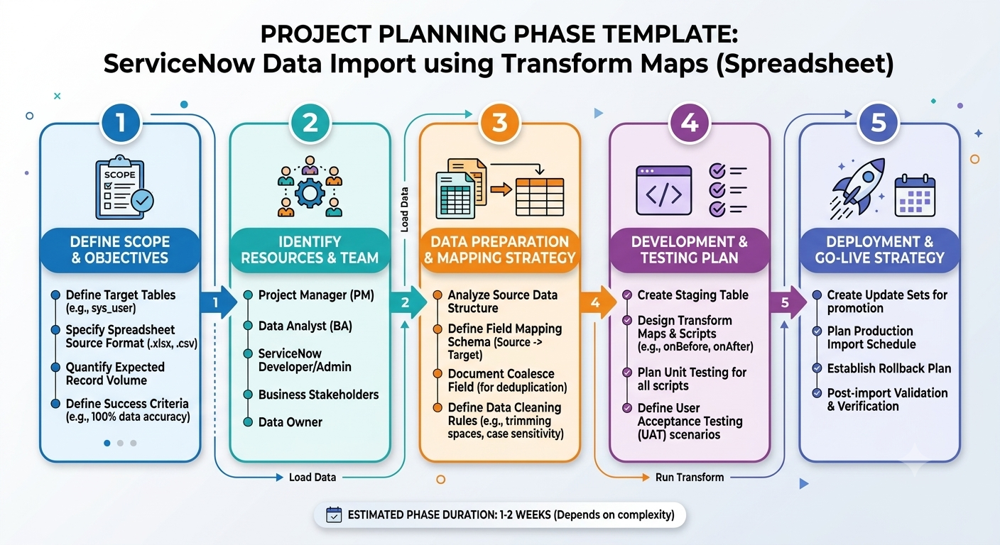 PROJECT PLANNING PHASE TEMPLATE:
ServiceNow Data Import using Transform Maps (Spreadsheet)
1
SCOPE
DEFINE SCOPE
& OBJECTIVES
Define Target Tables
(e.g., sys_user)
Specify Spreadsheet
Source Format (.xlsx, .csv)
Quantify Expected
Record Volume
Define Success Criteria
(e.g., 100% data accuracy)
1
2
IDENTIFY
RESOURCES & TEAM
Project Manager (PM)
Data Analyst (BA)
ServiceNow
Developer/Admin
Business Stakeholders
Data Owner
Load Data
2
Load Data
3
DATA PREPARATION
& MAPPING STRATEGY
Analyze Source Data
Structure
Define Field Mapping
Schema (Source ->
Target)
Document Coalesce
Field (for deduplication)
Define Data Cleaning
Rules (e.g., trimming
spaces, case sensitivity)
4
4
</>
DEVELOPMENT &
TESTING PLAN
Create Staging Table
Design Transform
Maps & Scripts
(e.g., onBefore, onAfter)
Plan Unit Testing for
all scripts
Define User
Acceptance Testing
(UAT) scenarios
Run Transform
5
5
DEPLOYMENT &
GO-LIVE STRATEGY
Create Update Sets for
promotion
Plan Production
Import Schedule
Establish Rollback Plan
Post-import Validation
& Verification
ESTIMATED PHASE DURATION: 1-2 WEEKS (Depends on complexity)